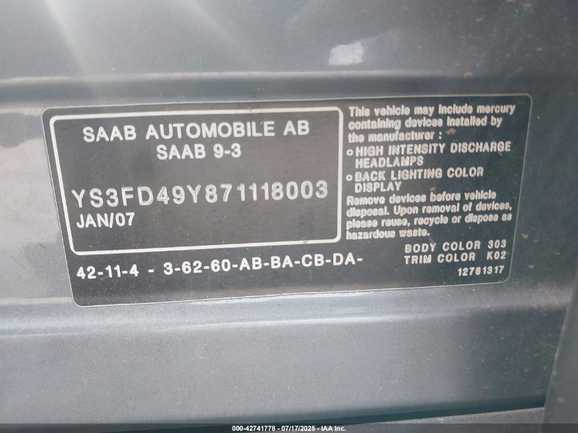 SAAB AUTOMOBILE AB
SAAB 9-3
YS3FD49Y871118003
JAN/07
42-11-4 - 3-62-60-AB-BA-CB-DA-
This vehicle may include mercury
containing devices installed by
the manufacturer :
o HIGH INTENSITY DISCHARGE
HEADLAMPS
o BACK LIGHTING COLOR
DISPLAY
Remove devices before vehicle
disposal. Upon removal of devices,
please reuse, recycle or dispose as
hazardous waste.
BODY COLOR 303
TRIM COLOR K02
12781317
000-42741778 - 07/17/2025 - IAA Inc.